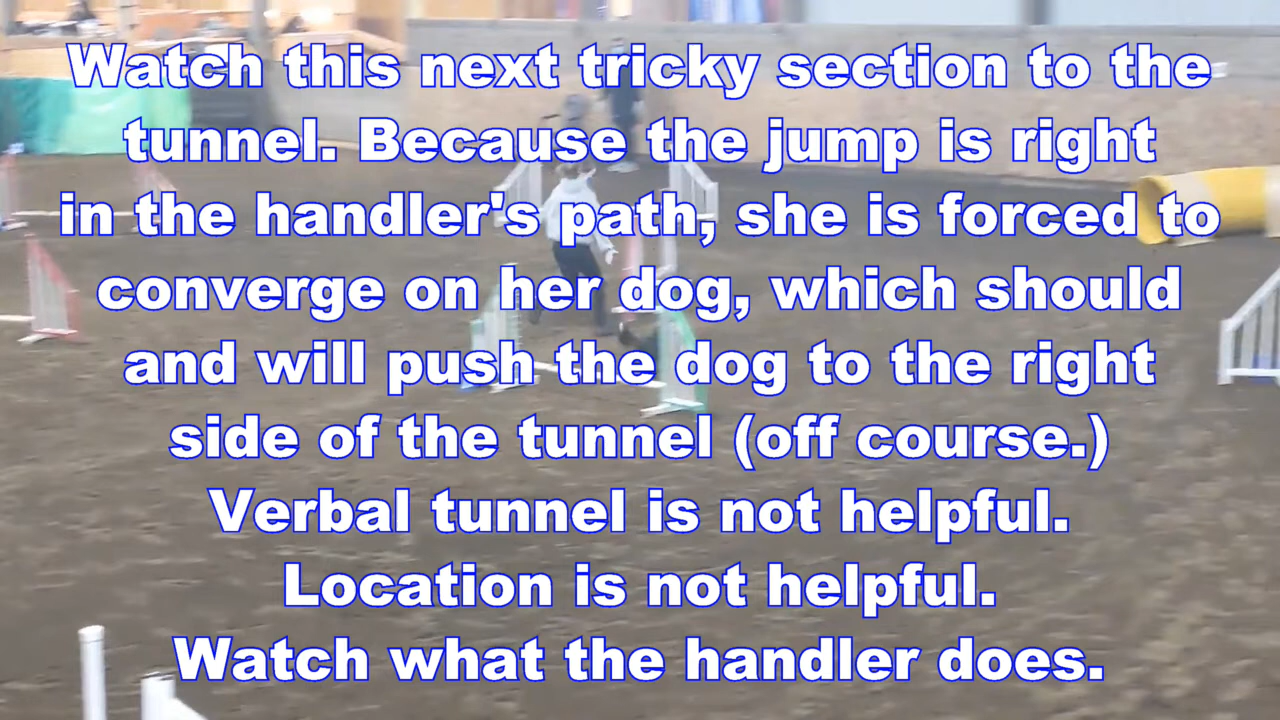 Watch this next tricky section to the
tunnel. Because the jump is right
in the handler's path, she is forced to
converge on her dog, which should
and will push the dog to the right
side of the tunnel (off course.)
Verbal tunnel is not helpful.
Location is not helpful.
Watch what the handler does.